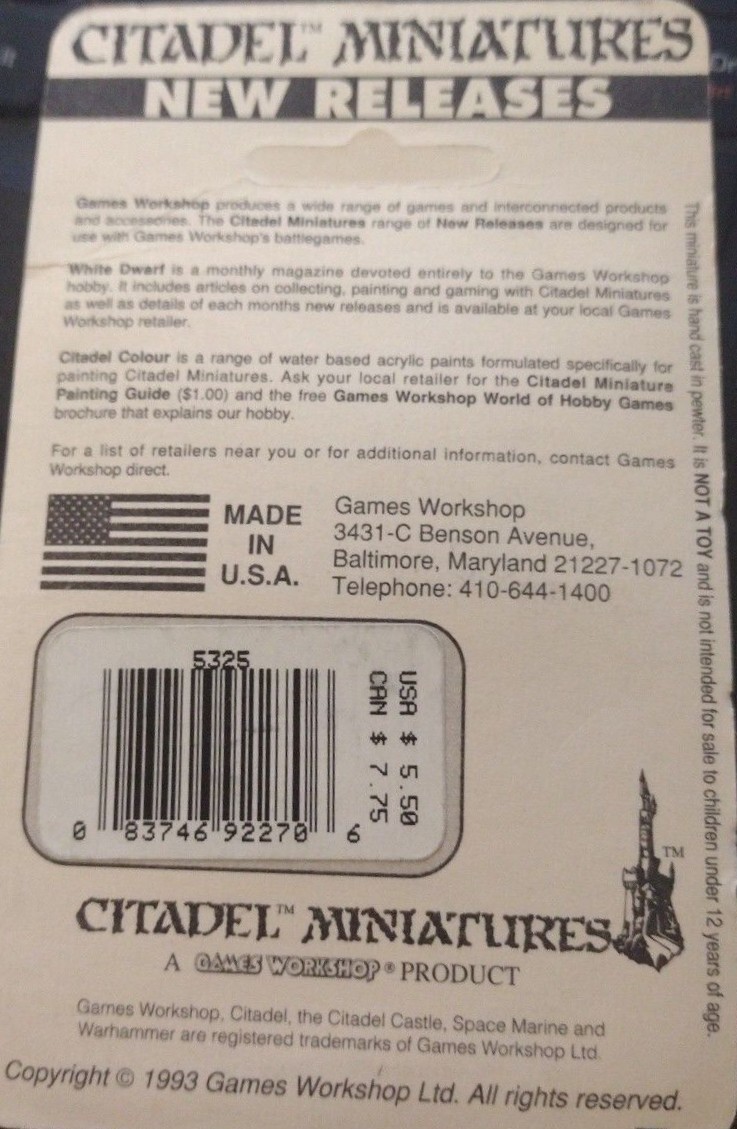 CITADEL™ MINIATURES
NEW RELEASES
Games Workshop produces a wide range of games and interconnected products
and accessories. The Citadel Miniatures range of New Releases are designed for
use with Games Workshop's battlegames.
White Dwarf is a monthly magazine devoted entirely to the Games Workshop
hobby. It includes articles on collecting, painting and gaming with Citadel Miniatures
as well as details of each months new releases and is available at your local Games
Workshop retailer.
Citadel Colour is a range of water based acrylic paints formulated specifically for
painting Citadel Miniatures. Ask your local retailer for the Citadel Miniature
Painting Guide ($1.00) and the free Games Workshop World of Hobby Games
brochure that explains our hobby.
For a list of retailers near you or for additional information, contact Games
Workshop direct.
MADE
IN
U.S.A.
Games Workshop
3431-C Benson Avenue,
Baltimore, Maryland 21227-1072
Telephone: 410-644-1400
This miniature is hand cast in pewter. It is NOT A TOY and is not intended for sale to children under 12 years of age.
5325
0 83746 92270 6
USA $ 5.50
CAN $ 7.75
TM
CITADEL™ MINIATURES
A GAMES WORKSHOP® PRODUCT
Games Workshop, Citadel, the Citadel Castle, Space Marine and
Warhammer are registered trademarks of Games Workshop Ltd.
Copyright © 1993 Games Workshop Ltd. All rights reserved.